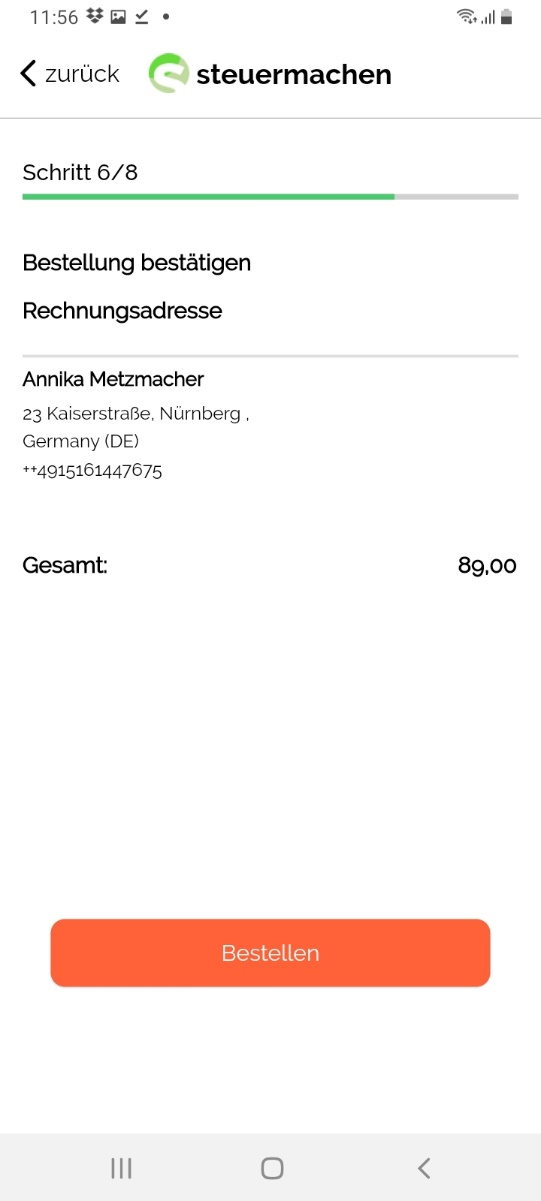 11:56
zurück steuermachen
Schritt 6/8
Bestellung bestätigen
Rechnungsadresse
Annika Metzmacher
23 Kaiserstraße, Nürnberg ,
Germany (DE)
++4915161447675
Gesamt: 89,00
Bestellen